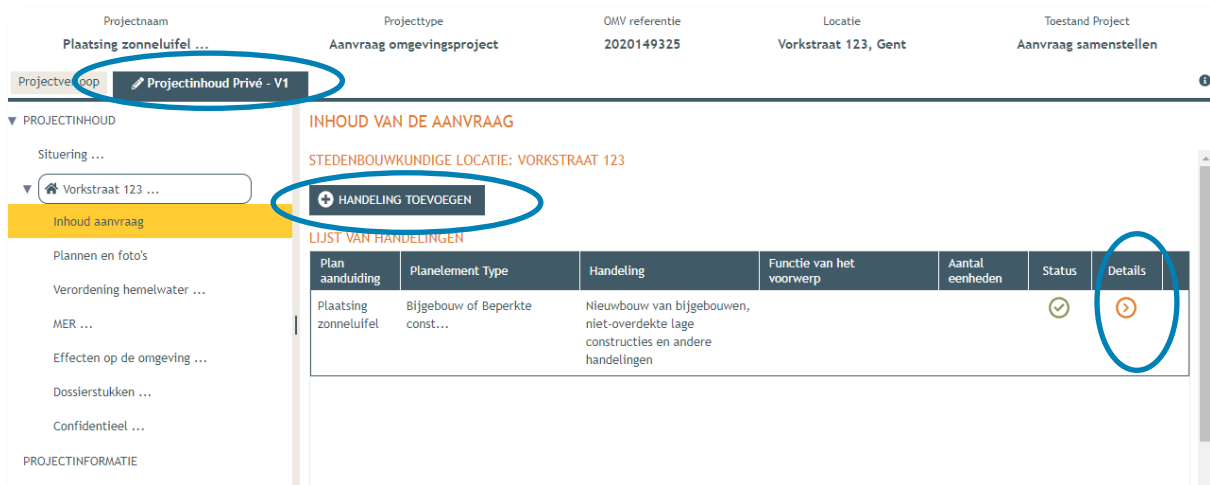 Projectnaam Projecttype OMV referentie Locatie Toestand Project
Plaatsing zonneluifel ... Aanvraag omgevingsproject 2020149325 Vorkstraat 123, Gent Aanvraag samenstellen
Projectverloop Projectinhoud Privé - V1
PROJECTINHOUD
Situering ...
Vorkstraat 123 ...
Inhoud aanvraag
Plannen en foto's
Verordening hemelwater ...
MER ...
Effecten op de omgeving ...
Dossierstukken ...
Confidentieel ...
PROJECTINFORMATIE
INHOUD VAN DE AANVRAAG
STEDENBOUWKUNDIGE LOCATIE: VORKSTRAAT 123
HANDELING TOEVOEGEN
LIJST VAN HANDELINGEN
Plan aanduiding Planelement Type Handeling Functie van het voorwerp Aantal eenheden Status Details
Plaatsing zonneluifel Bijgebouw of Beperkte const... Nieuwbouw van bijgebouwen, niet-overdekte lage constructies en andere handelingen